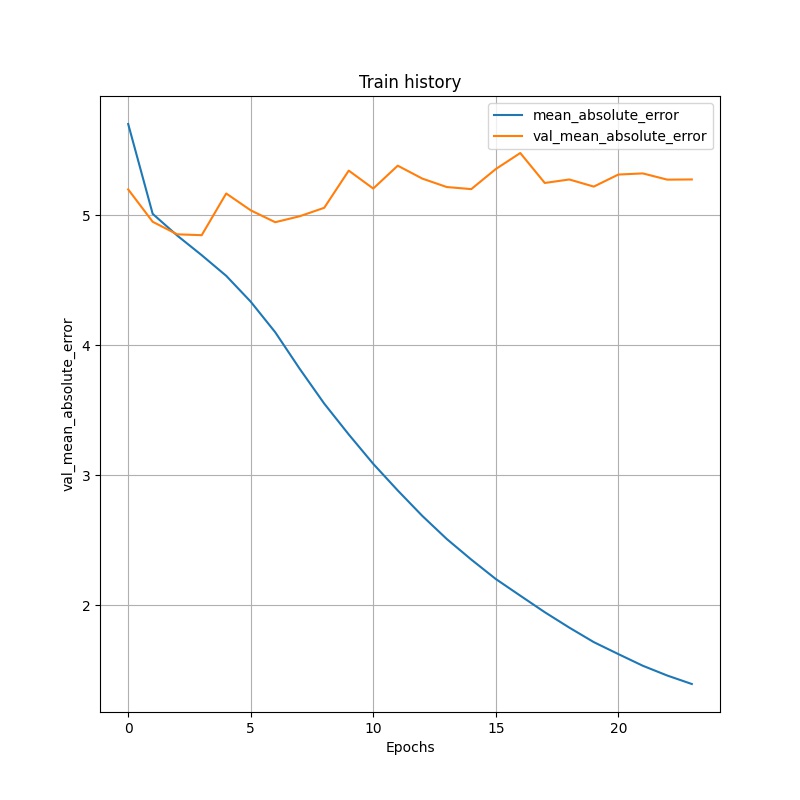 Train history
mean_absolute_error
val_mean_absolute_error
val_mean_absolute_error
5
4
3
2
0 5 10 15 20
Epochs